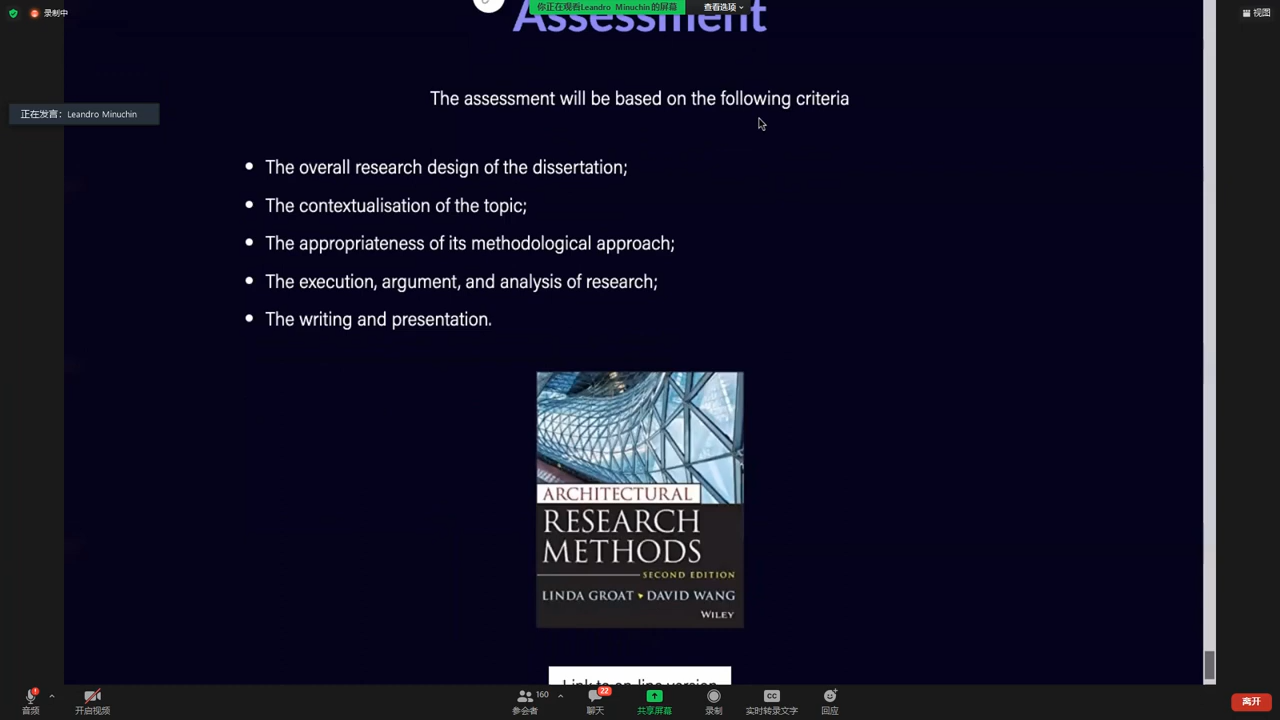 录制中
你正在观看Leandro Minuchin的屏幕
查看选项
视图
Assessment
正在发言: Leandro Minuchin
The assessment will be based on the following criteria
The overall research design of the dissertation;
The contextualisation of the topic;
The appropriateness of its methodological approach;
The execution, argument, and analysis of research;
The writing and presentation.
ARCHITECTURAL
RESEARCH
METHODS
SECOND EDITION
LINDA GROAT DAVID WANG
WILEY
Link to on-line version
音频
开启视频
160
参会者
22
聊天
共享屏幕
录制
CC
实时转录文字
回应
离开